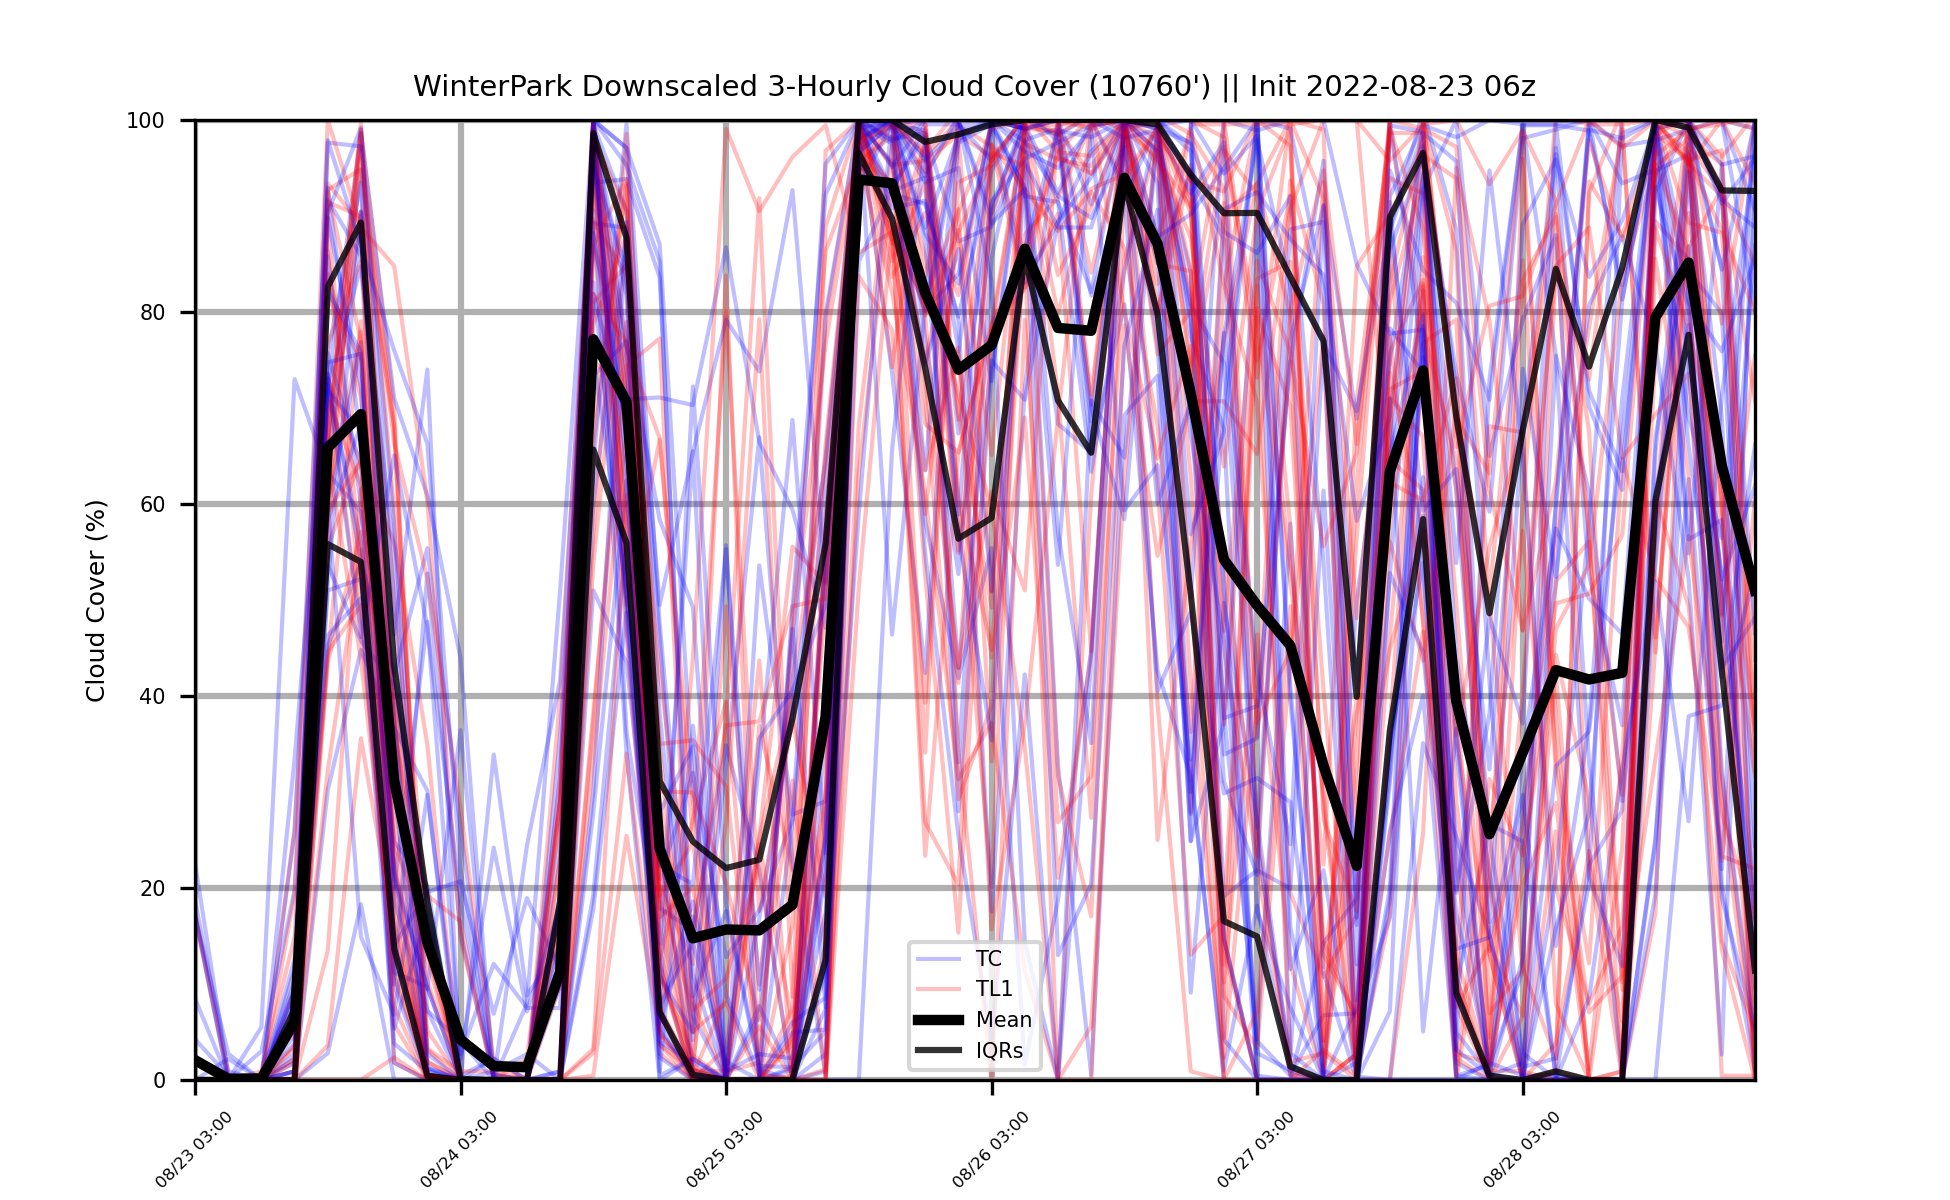 WinterPark Downscaled 3-Hourly Cloud Cover (10760') || Init 2022-08-23 06z
Cloud Cover (%)
100
80
60
40
20
0
TC
TL1
Mean
IQRs
08/23 03:00
08/24 03:00
08/25 03:00
08/26 03:00
08/27 03:00
08/28 03:00